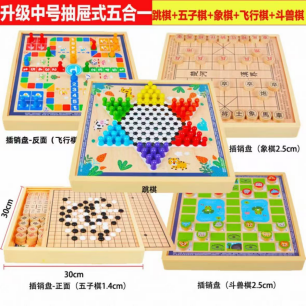 升级中号抽屉式五合一
跳棋+五子棋+象棋+飞行棋+斗兽棋
插销盘-反面(飞行棋
插销盘(象棋2.5cm)
跳棋
30cm
30cm
插销盘-正面(五子棋1.4cm)
插销盘(斗兽棋2.5cm)